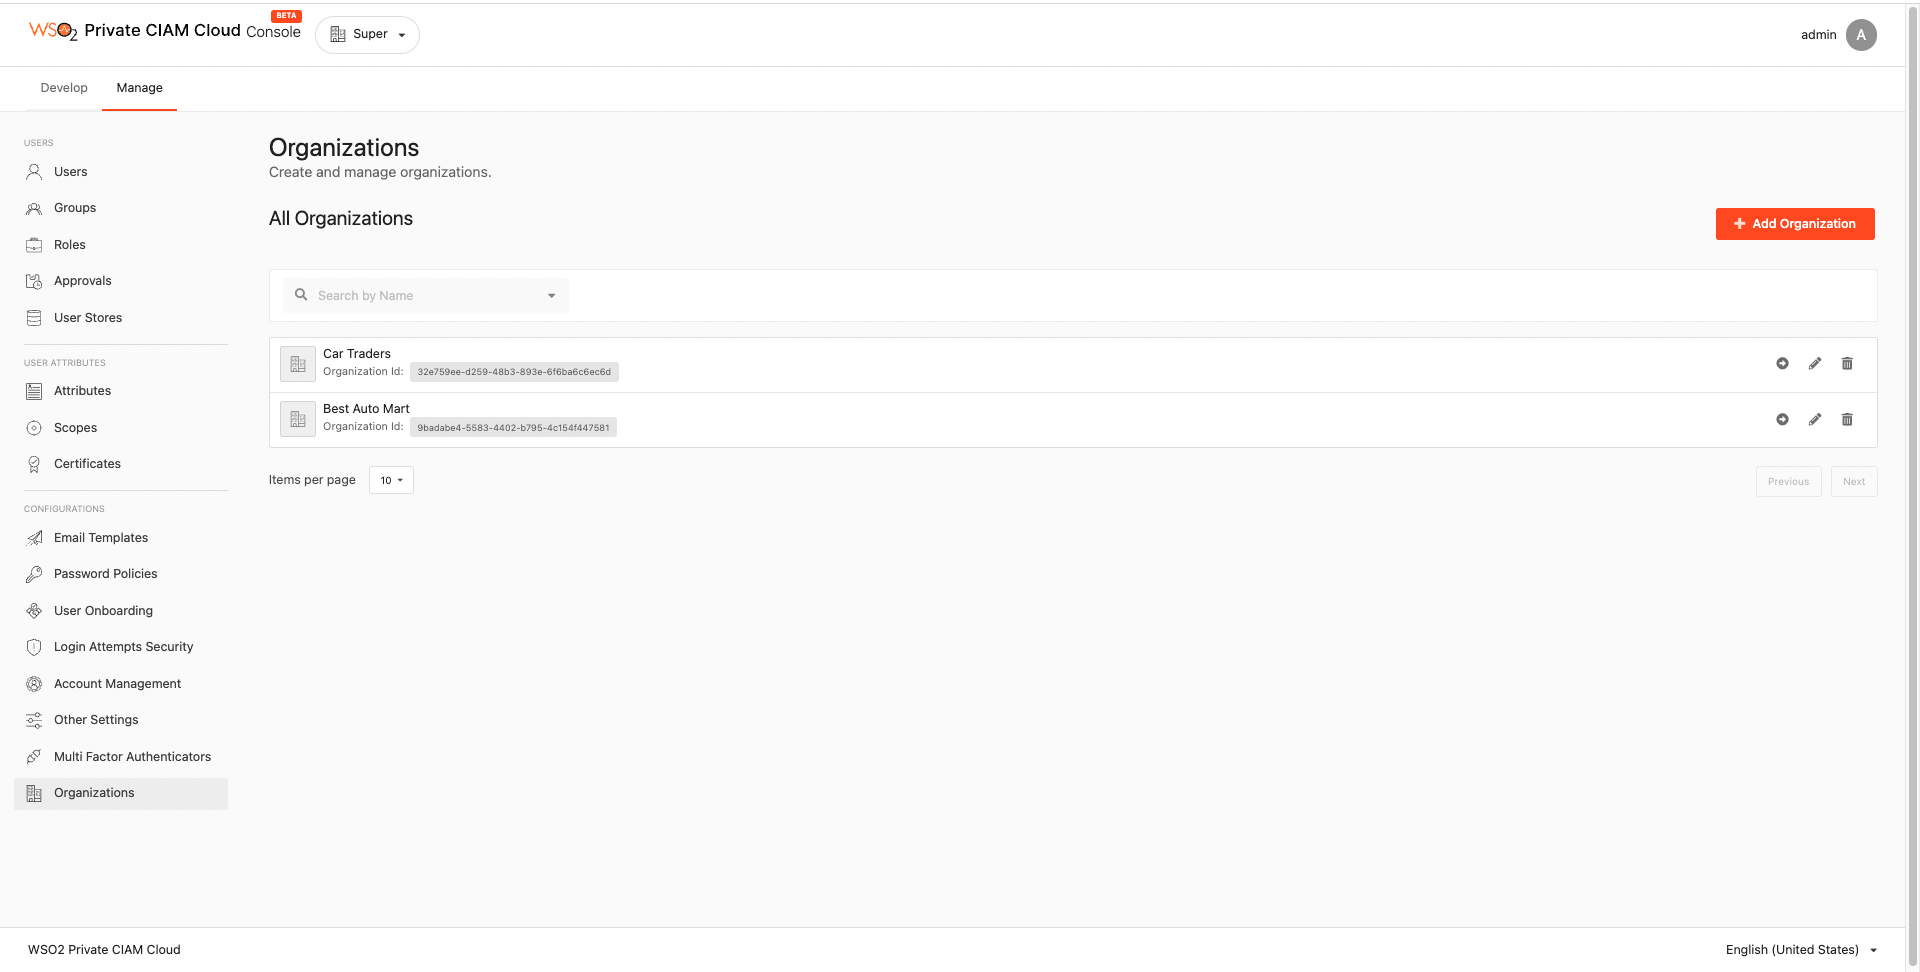 BETA
WSO2 Private CIAM Cloud Console
Super
admin
A
Develop
Manage
USERS
Users
Groups
Roles
Approvals
User Stores
USER ATTRIBUTES
Attributes
Scopes
Certificates
CONFIGURATIONS
Email Templates
Password Policies
User Onboarding
Login Attempts Security
Account Management
Other Settings
Multi Factor Authenticators
Organizations
Organizations
Create and manage organizations.
All Organizations
Add Organization
Search by Name
Car Traders
Organization Id: 32e759ee-d259-48b3-893e-6f6ba6c6ec6d
Best Auto Mart
Organization Id: 9badabe4-5583-4402-b795-4c154f447581
Items per page 10
Previous
Next
WSO2 Private CIAM Cloud
English (United States)